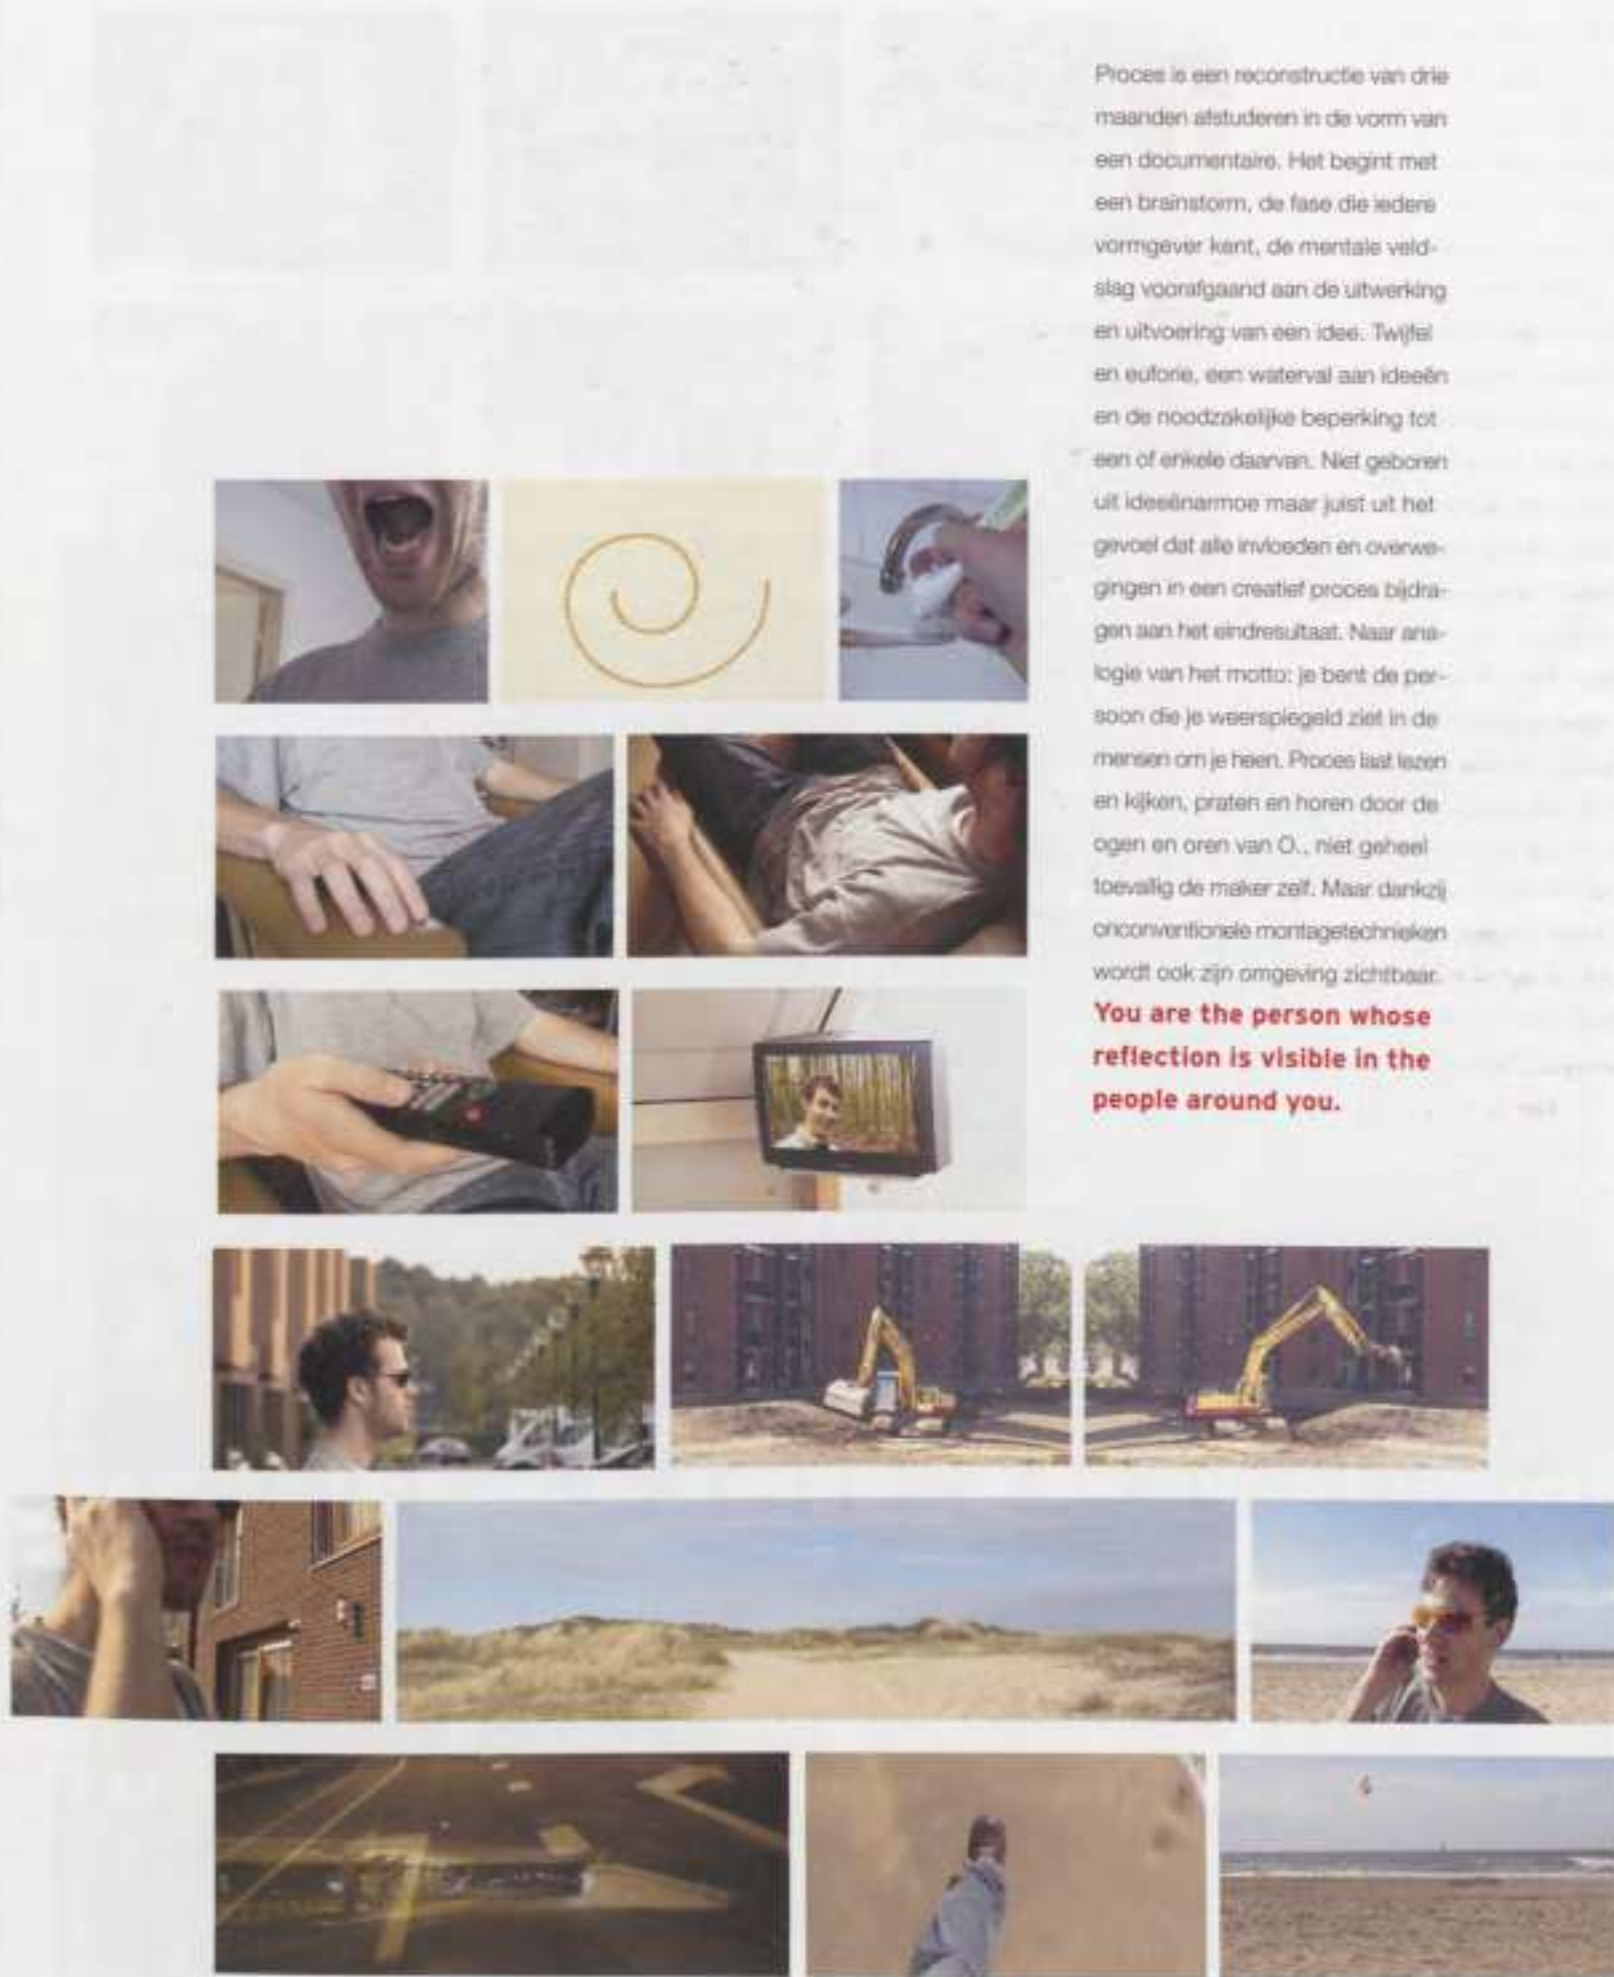 Proces is een reconstructie van drie
maanden afstuderen in de vorm van
een documentaire. Het begint met
een brainstorm, de fase die iedere
vormgever kent, de mentale veld-
slag voorafgaand aan de uitwerking
en uitvoering van een idee. Twijfel
en euforie, een waterval aan ideeën
en de noodzakelijke beperking tot
een of enkele daarvan. Niet geboren
uit ideeënarmoe maar juist uit het
gevoel dat alle invloeden en overwe-
gingen in een creatief proces bijdra-
gen aan het eindresultaat. Naar ana-
logie van het motto: je bent de per-
soon die je weerspiegeld ziet in de
mensen om je heen. Proces laat lezen
en kijken, praten en horen door de
ogen en oren van O., niet geheel
toevallig de maker zelf. Maar dankzij
onconventionele montagetechnieken
wordt ook zijn omgeving zichtbaar.
You are the person whose
reflection is visible in the
people around you.